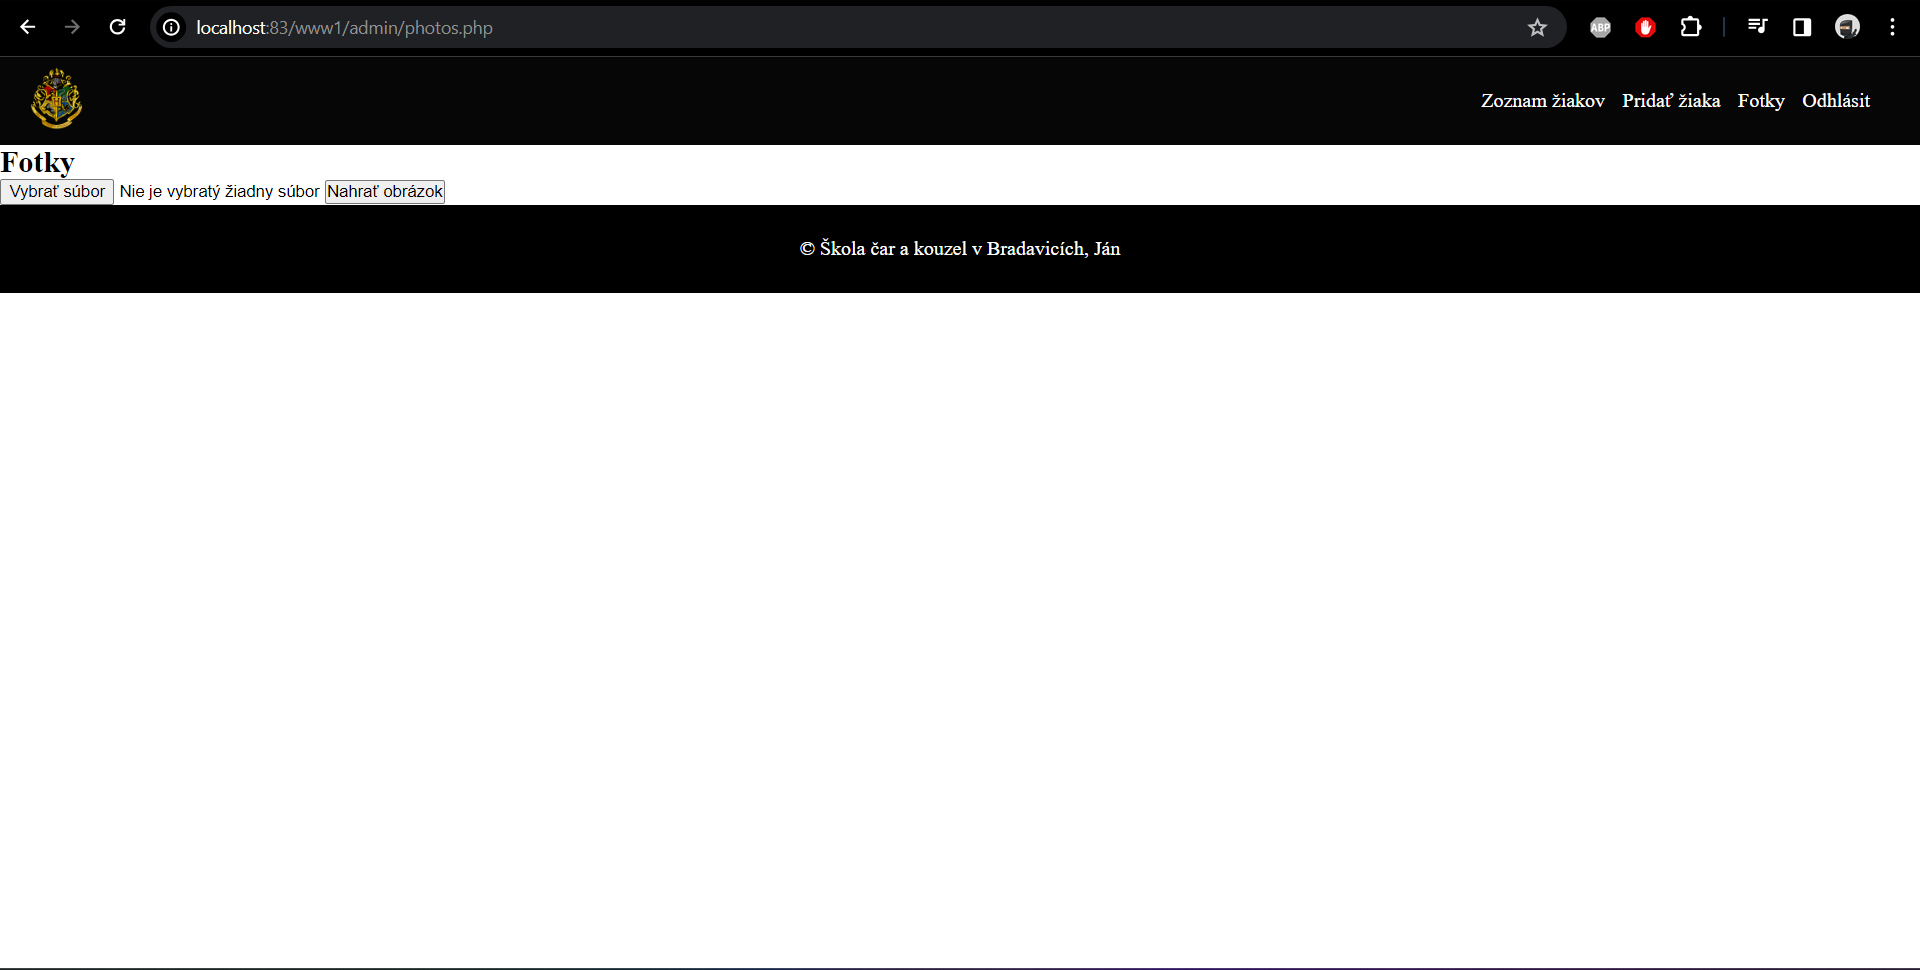 localhost:83/www1/admin/photos.php
ABP
Zoznam žiakov Pridať žiaka Fotky Odhlásit
Fotky
Vybrať súbor Nie je vybratý žiadny súbor Nahrať obrázok
© Škola čar a kouzel v Bradavicích, Ján